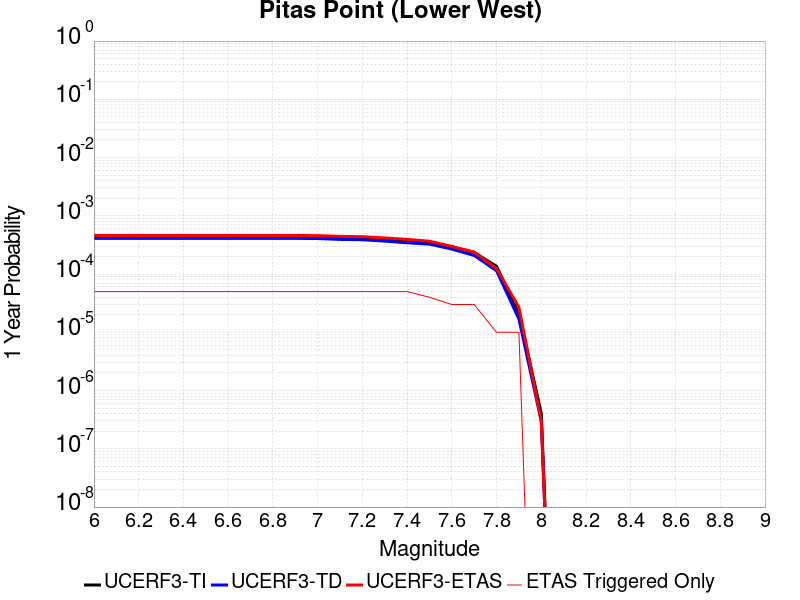 Pitas Point (Lower West)
10^0
10^-1
10^-2
10^-3
10^-4
10^-5
10^-6
10^-7
10^-8
1 Year Probability
6 6.2 6.4 6.6 6.8 7 7.2 7.4 7.6 7.8 8 8.2 8.4 8.6 8.8 9
Magnitude
UCERF3-TI UCERF3-TD UCERF3-ETAS ETAS Triggered Only